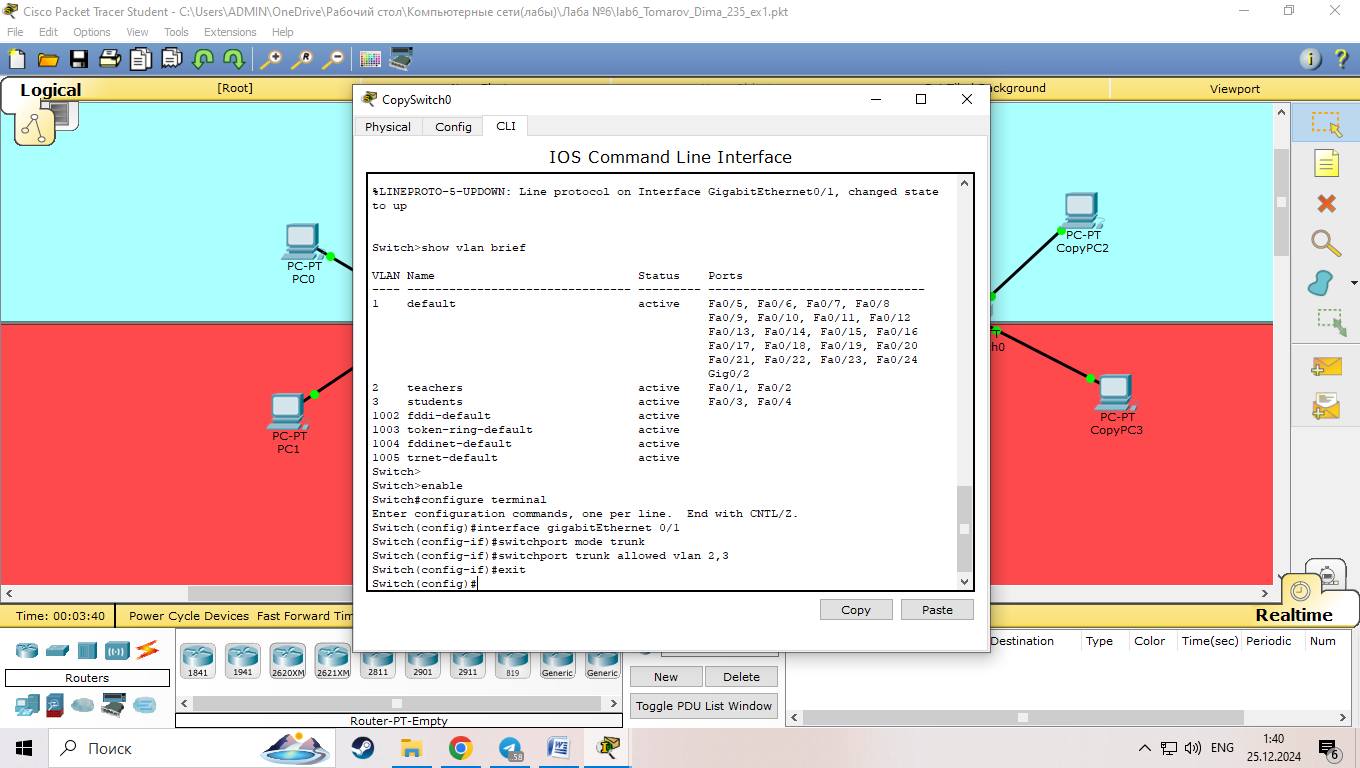 Cisco Packet Tracer Student - C:\Users\ADMIN\OneDrive\Рабочий стол\Компьютерные сети(лабы)\Лаба №6\lab6_Tomarov_Dima_235_ex1.pkt
File Edit Options View Tools Extensions Help
Logical
[Root]
ckground
Viewport
CopySwitch0
Physical Config CLI
IOS Command Line Interface
%LINEPROTO-5-UPDOWN: Line protocol on Interface GigabitEthernet0/1, changed state
to up
Switch>show vlan brief
VLAN Name Status Ports
---- -------------------------------- --------- -------------------------------
1 default active Fa0/5, Fa0/6, Fa0/7, Fa0/8
Fa0/9, Fa0/10, Fa0/11, Fa0/12
Fa0/13, Fa0/14, Fa0/15, Fa0/16
Fa0/17, Fa0/18, Fa0/19, Fa0/20
Fa0/21, Fa0/22, Fa0/23, Fa0/24
Gig0/2
2 teachers active Fa0/1, Fa0/2
3 students active Fa0/3, Fa0/4
1002 fddi-default active
1003 token-ring-default active
1004 fddinet-default active
1005 trnet-default active
Switch>
Switch>enable
Switch#configure terminal
Enter configuration commands, one per line. End with CNTL/Z.
Switch(config)#interface gigabitEthernet 0/1
Switch(config-if)#switchport mode trunk
Switch(config-if)#switchport trunk allowed vlan 2,3
Switch(config-if)#exit
Switch(config)#
Copy Paste
PC-PT
PC0
PC-PT
PC1
PC-PT
CopyPC2
T
ch0
PC-PT
CopyPC3
Time: 00:03:40 Power Cycle Devices Fast Forward Tim
Realtime
Routers
1841 1941 2620XM 2621XM 2811 2901 2911 819 Generic Generic
Router-PT-Empty
New Delete
Toggle PDU List Window
Destination Type Color Time(sec) Periodic Num
Поиск
58
ENG
1:40
25.12.2024
6